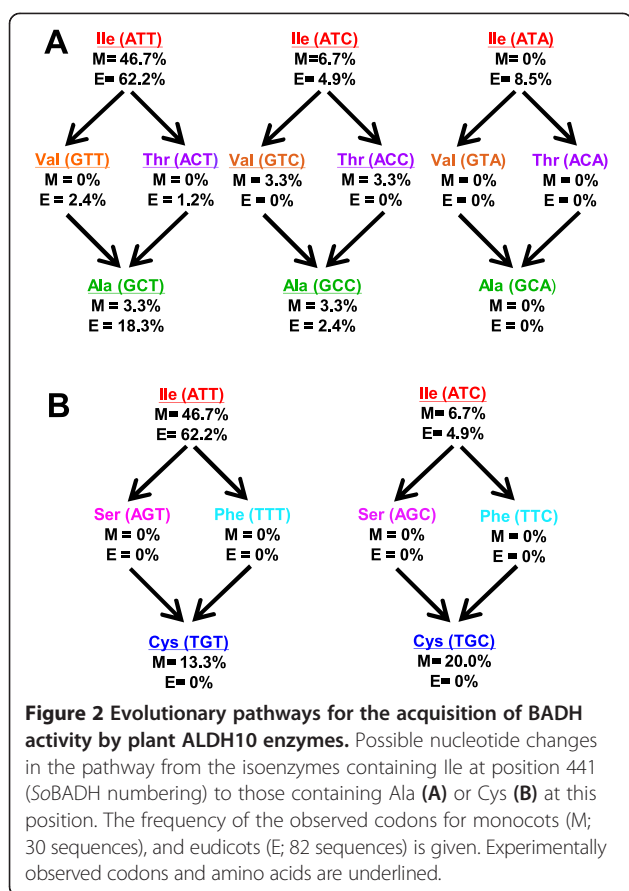 A
Ile (ATT) Ile (ATC) Ile (ATA)
M= 46.7% M= 6.7% M= 0%
E= 62.2% E= 4.9% E= 8.5%
Val (GTT) Thr (ACT) Val (GTC) Thr (ACC) Val (GTA) Thr (ACA)
M = 0% M = 0% M = 3.3% M = 3.3% M = 0% M = 0%
E = 2.4% E = 1.2% E = 0% E = 0% E = 0% E = 0%
Ala (GCT) Ala (GCC) Ala (GCA)
M = 3.3% M = 3.3% M = 0%
E = 18.3% E = 2.4% E = 0%
B
Ile (ATT) Ile (ATC)
M= 46.7% M= 6.7%
E= 62.2% E= 4.9%
Ser (AGT) Phe (TTT) Ser (AGC) Phe (TTC)
M = 0% M = 0% M = 0% M = 0%
E = 0% E = 0% E = 0% E = 0%
Cys (TGT) Cys (TGC)
M = 13.3% M = 20.0%
E = 0% E = 0%
Figure 2 Evolutionary pathways for the acquisition of BADH
activity by plant ALDH10 enzymes. Possible nucleotide changes
in the pathway from the isoenzymes containing Ile at position 441
(SoBADH numbering) to those containing Ala (A) or Cys (B) at this
position. The frequency of the observed codons for monocots (M;
30 sequences), and eudicots (E; 82 sequences) is given. Experimentally
observed codons and amino acids are underlined.